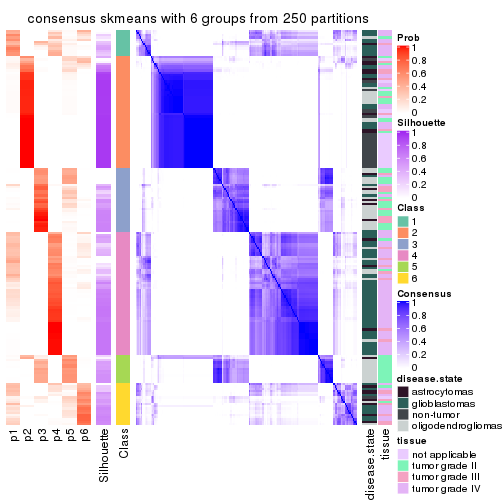 consensus skmeans with 6 groups from 250 partitions
Prob
1
0.8
0.6
0.4
0.2
0
Silhouette
1
0.8
0.6
0.4
0.2
0
Class
1
2
3
4
5
6
Consensus
1
0.8
0.6
0.4
0.2
0
disease.state
astrocytomas
glioblastomas
non-tumor
oligodendrogliomas
tissue
not applicable
tumor grade II
tumor grade III
tumor grade IV
p1
p2
p3
p4
p5
p6
Silhouette
Class
disease.state
tissue